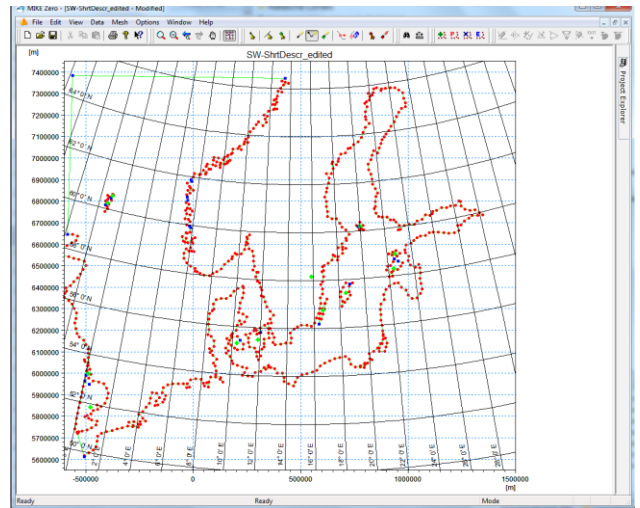 MIKE Zero - [SW-ShrtDescr_edited - Modified]
File Edit View Data Mesh Options Window Help
[m]
SW-ShrtDescr_edited
Project Explorer
7400000
7300000
64°0' N
7200000
7100000
62°0' N
7000000
6900000
6800000
60°0' N
6700000
6600000
58°0' N
6500000
6400000
56°0' N
6300000
6200000
54°0' N
6100000
6000000
5900000
52°0' N
5800000
5700000
50°0' N
5600000
2°0' E 4°0' E 6°0' E 8°0' E 10°0' E 12°0' E 14°0' E 16°0' E 18°0' E 20°0' E 22°0' E 24°0' E 26°0' E 28°0' E
-500000 0 500000 1000000 1500000
[m]
Ready Ready Mode